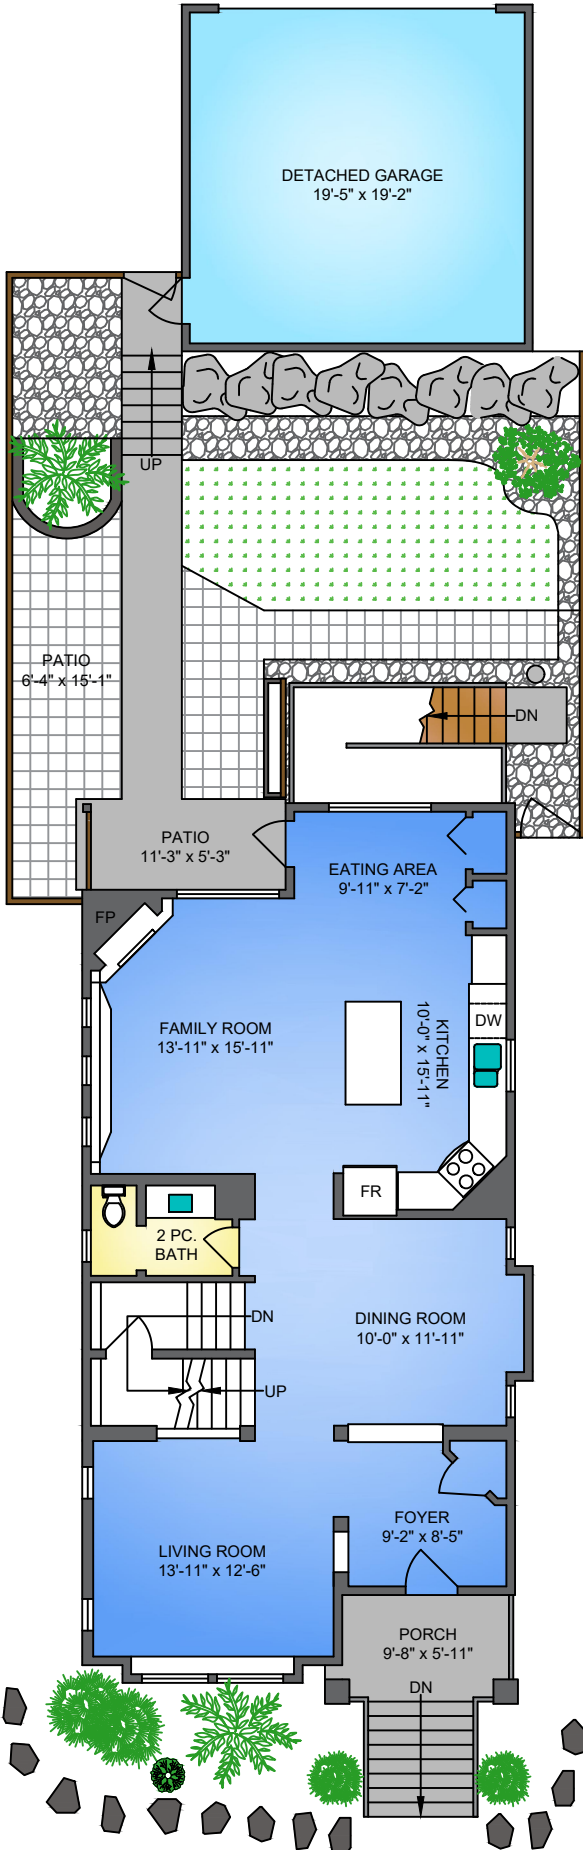 DETACHED GARAGE
19'-5" x 19'-2"
UP
PATIO
6'-4" x 15'-1"
DN
PATIO
11'-3" x 5'-3"
EATING AREA
9'-11" x 7'-2"
FP
FAMILY ROOM
13'-11" x 15'-11"
KITCHEN
10'-0" x 15'-11"
DW
FR
2 PC.
BATH
DN
DINING ROOM
10'-0" x 11'-11"
UP
FOYER
9'-2" x 8'-5"
LIVING ROOM
13'-11" x 12'-6"
PORCH
9'-8" x 5'-11"
DN